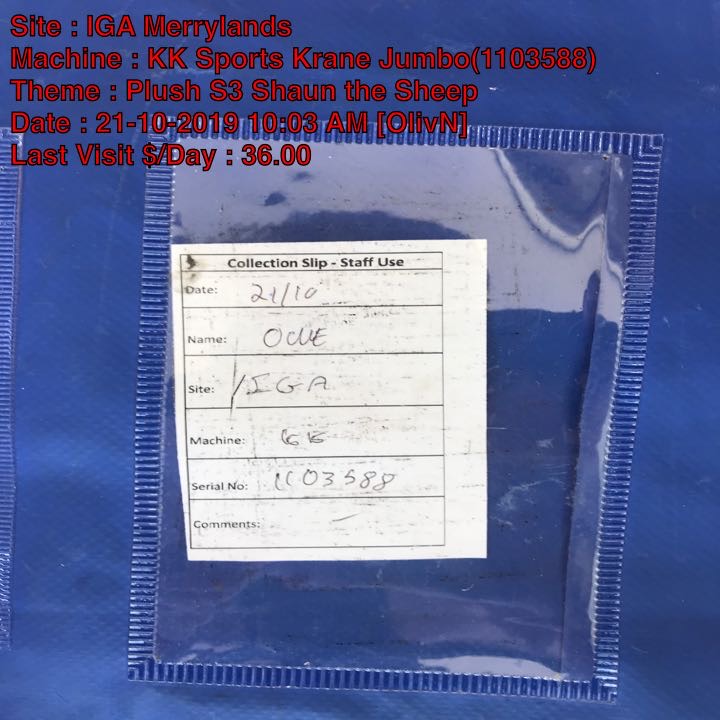 Site : IGA Merrylands
Machine : KK Sports Krane Jumbo(1103588)
Theme : Plush S3 Shaun the Sheep
Date : 21-10-2019 10:03 AM [OlivN]
Last Visit $/Day : 36.00
Collection Slip - Staff Use
Date: 21/10
Name:
Site: IGA
Machine: KK
Serial No: 1103588
Comments: —